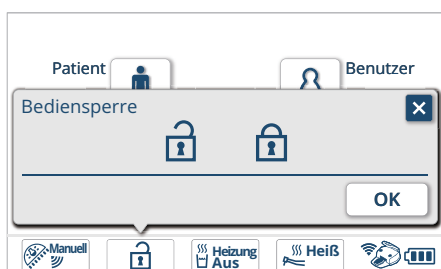 Patient
Benutzer
Bediensperre
OK
Manuell
Heizung
Aus
Heiß